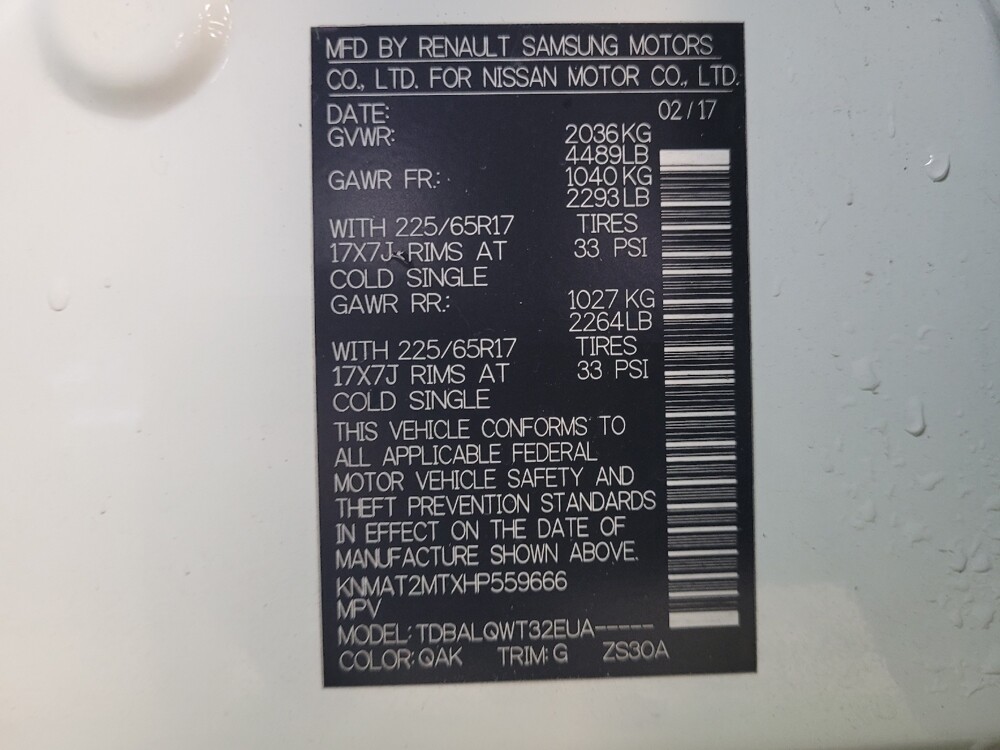 MFD BY RENAULT SAMSUNG MOTORS
CO., LTD. FOR NISSAN MOTOR CO., LTD.
DATE: 02 / 17
GVWR: 2036 KG
4489 LB
GAWR FR.: 1040 KG
2293 LB
WITH 225/65R17 TIRES
17X7J RIMS AT 33 PSI
COLD SINGLE
GAWR RR.: 1027 KG
2264 LB
WITH 225/65R17 TIRES
17X7J RIMS AT 33 PSI
COLD SINGLE
THIS VEHICLE CONFORMS TO
ALL APPLICABLE FEDERAL
MOTOR VEHICLE SAFETY AND
THEFT PREVENTION STANDARDS
IN EFFECT ON THE DATE OF
MANUFACTURE SHOWN ABOVE.
KNMAT2MTXHP559666
MPV
MODEL: TDBALQWT32EUA-----
COLOR: QAK TRIM: G ZS30A